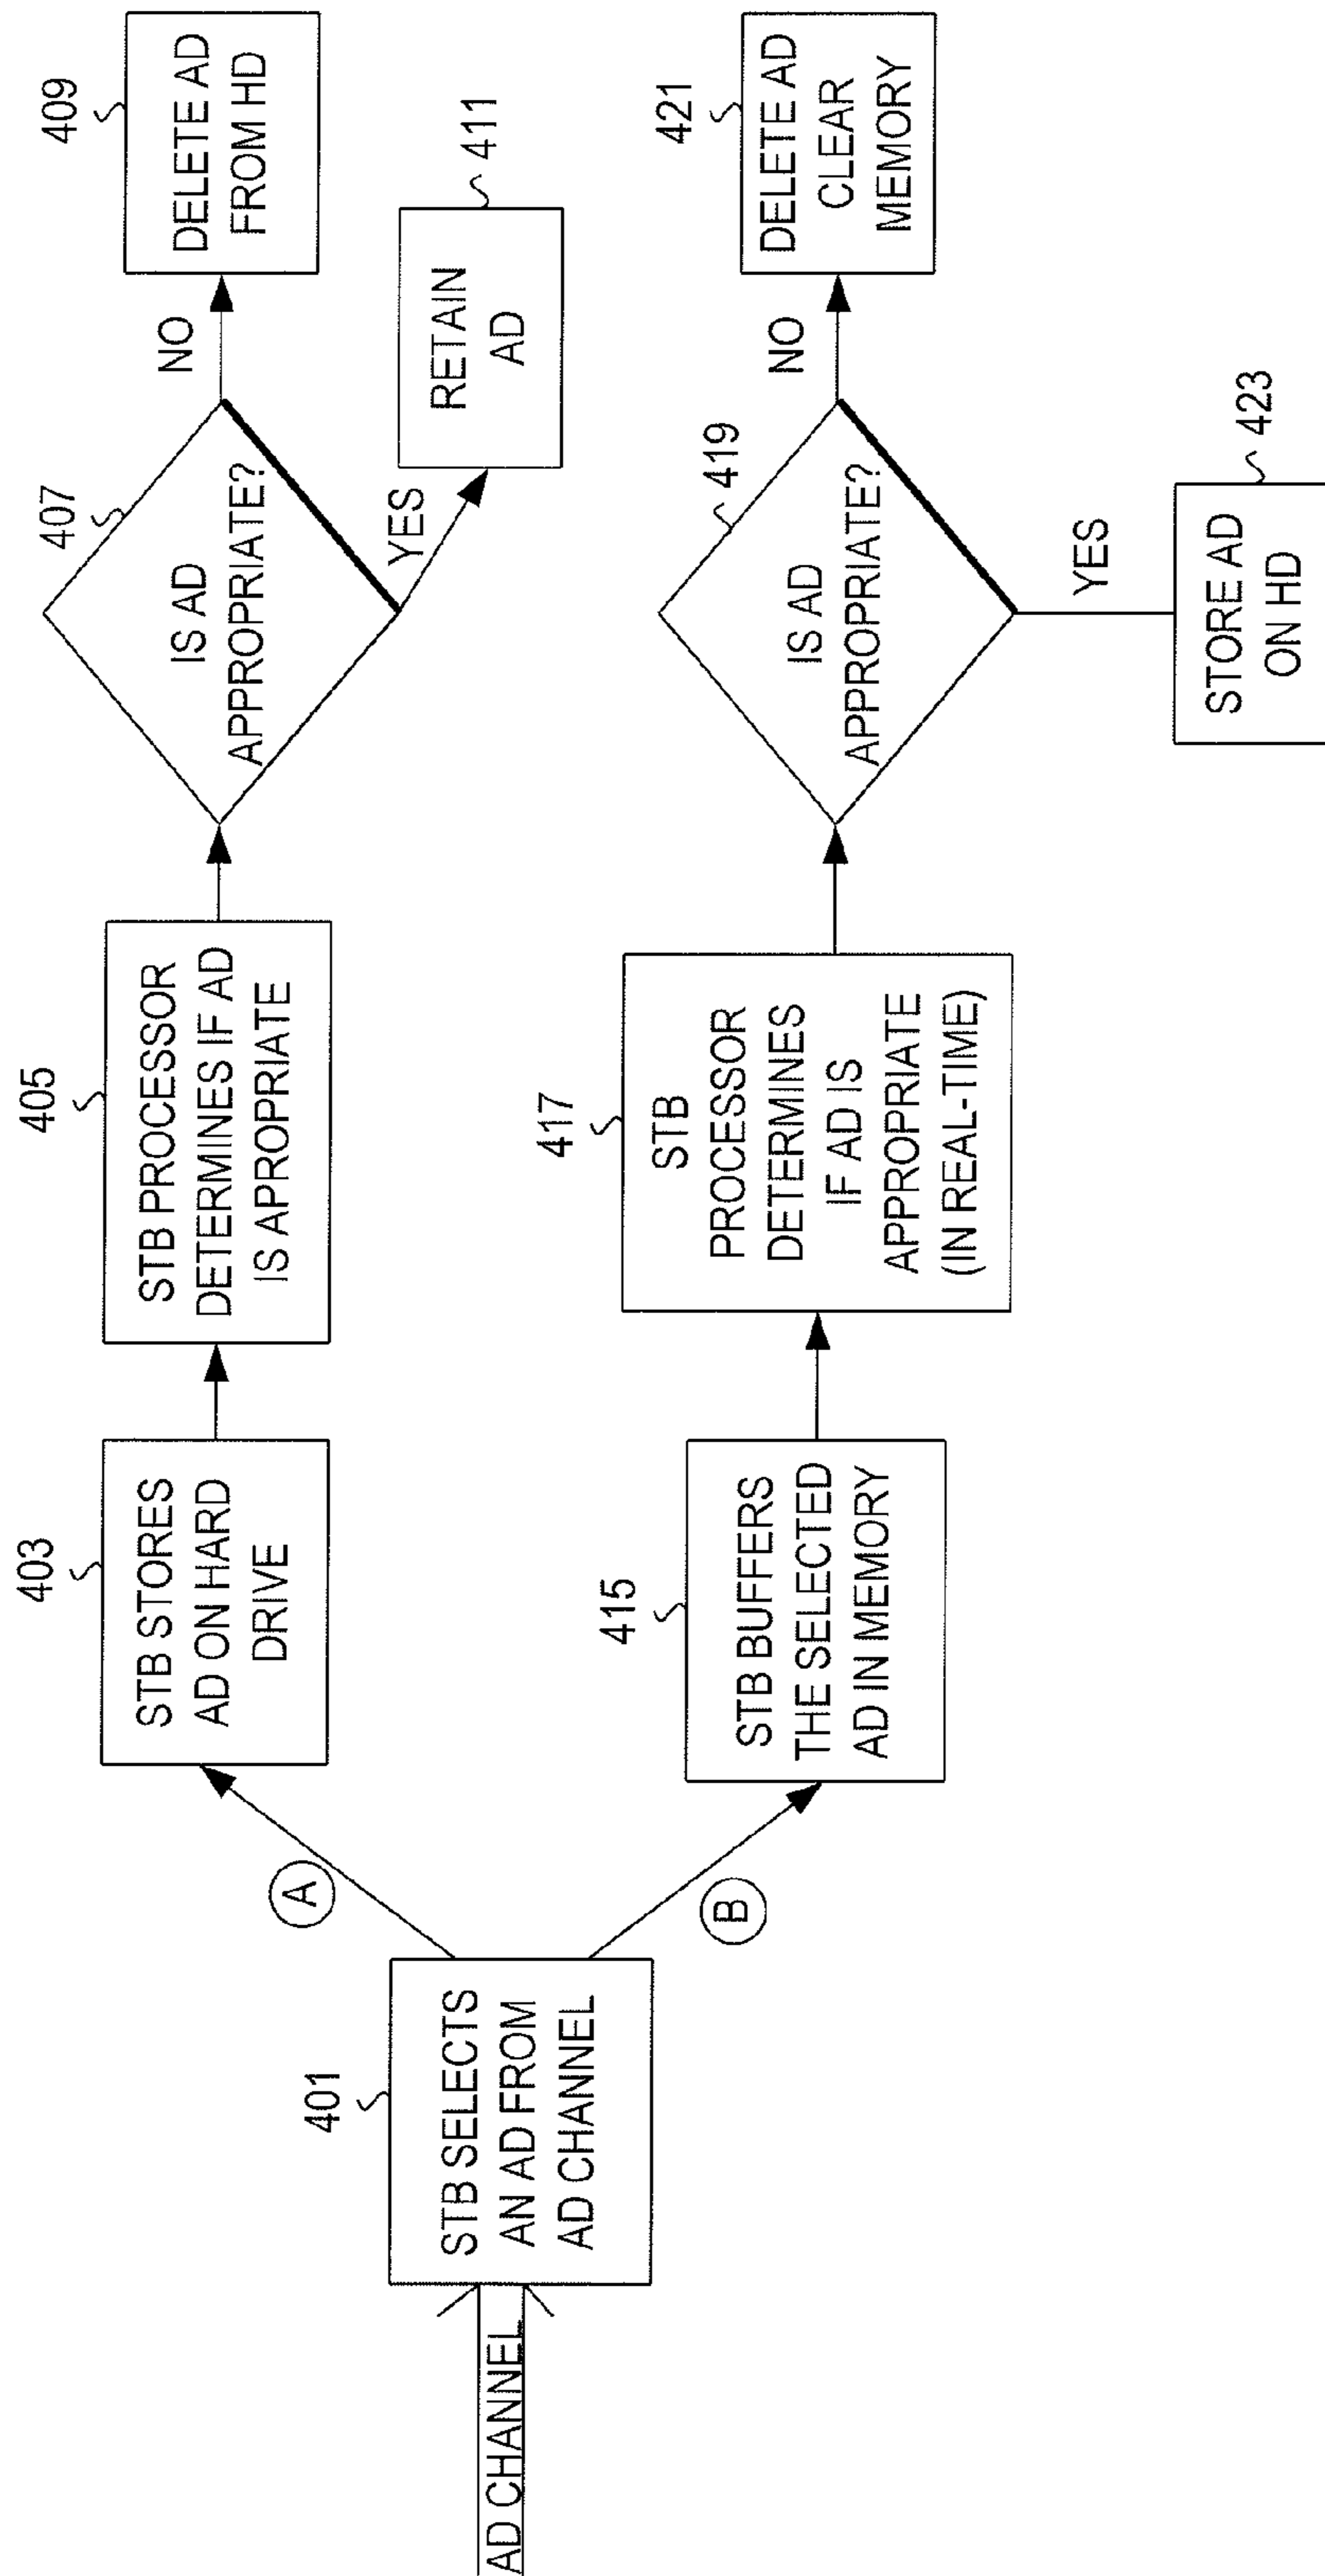 AD CHANNEL
401
STB SELECTS
AN AD FROM
AD CHANNEL
A
403
STB STORES
AD ON HARD
DRIVE
405
STB PROCESSOR
DETERMINES IF AD
IS APROPRIATE
407
IS AD
APPROPRIATE?
NO
409
DELETE AD
FROM HD
YES
411
RETAIN
AD
B
415
STB BUFFERS
THE SELECTED
AD IN MEMORY
417
STB
PROCESSOR
DETERMINES
IF AD IS
APPROPRIATE
(IN REAL-TIME)
419
IS AD
APPROPRIATE?
NO
421
DELETE AD
CLEAR
MEMORY
YES
423
STORE AD
ON HD